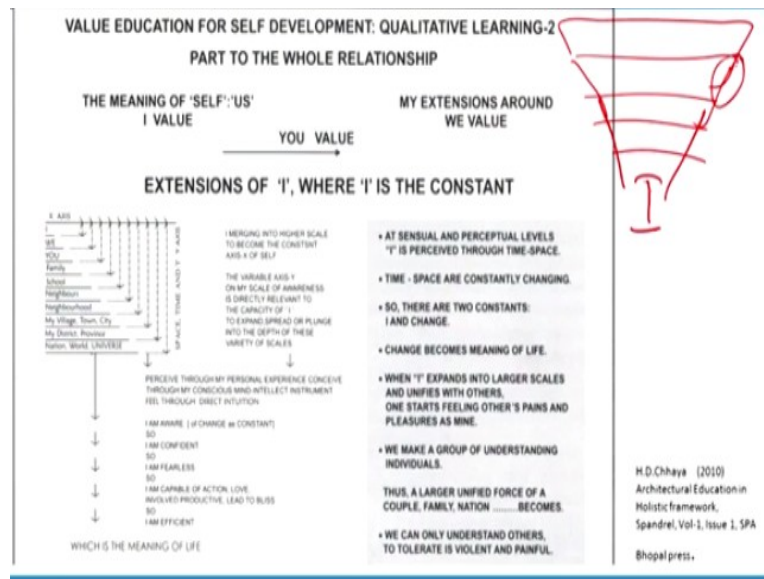 VALUE EDUCATION FOR SELF DEVELOPMENT: QUALITATIVE LEARNING-2
PART TO THE WHOLE RELATIONSHIP
THE MEANING OF 'SELF':'US'
I VALUE
YOU VALUE
MY EXTENSIONS AROUND
WE VALUE
EXTENSIONS OF 'I', WHERE 'I' IS THE CONSTANT
X AXIS
I
WE
YOU
Family
School
Neighbours
Neighbourhood
My Village, Town, City
My District, Province
Nation, World, UNIVERSE
SPACE, TIME AND Y AXIS
I MERGING INTO HIGHER SCALE
TO BECOME THE CONSTENT
AXIS-X OF SELF
THE VARIABLE AXIS-Y
ON MY SCALE OF AWARENESS
IS DIRECTLY RELEVANT TO
THE CAPACITY OF 'I'
TO EXPAND, SPREAD OR PLUNGE
INTO THE DEPTH OF THESE
VARIETY OF SCALES
PERCEIVE THROUGH MY PERSONAL EXPERIENCE CONCEIVE
THROUGH MY CONSCIOUS MIND-INTELLECT INSTRUMENT
FEEL THROUGH DIRECT INTUITION
I AM AWARE ( of CHANGE as CONSTANT)
SO
I AM CONFIDENT
SO
I AM FEARLESS
SO
I AM CAPABLE OF ACTION, LOVE
INVOLVED PRODUCTIVE, LEAD TO BLISS
SO
I AM EFFICIENT
WHICH IS THE MEANING OF LIFE
• AT SENSUAL AND PERCEPTUAL LEVELS
"I" IS PERCEIVED THROUGH TIME-SPACE.
• TIME - SPACE ARE CONSTANTLY CHANGING.
• SO, THERE ARE TWO CONSTANTS:
I AND CHANGE.
• CHANGE BECOMES MEANING OF LIFE.
• WHEN "I" EXPANDS INTO LARGER SCALES
AND UNIFIES WITH OTHERS,
ONE STARTS FEELING OTHER'S PAINS AND
PLEASURES AS MINE.
• WE MAKE A GROUP OF UNDERSTANDING
INDIVIDUALS.
THUS, A LARGER UNIFIED FORCE OF A
COUPLE, FAMILY, NATION .......... BECOMES.
• WE CAN ONLY UNDERSTAND OTHERS,
TO TOLERATE IS VIOLENT AND PAINFUL.
I
H.D.Chhaya (2010)
Architectural Education in
Holistic framework,
Spandrel, Vol-1, Issue 1, SPA
Bhopal press.